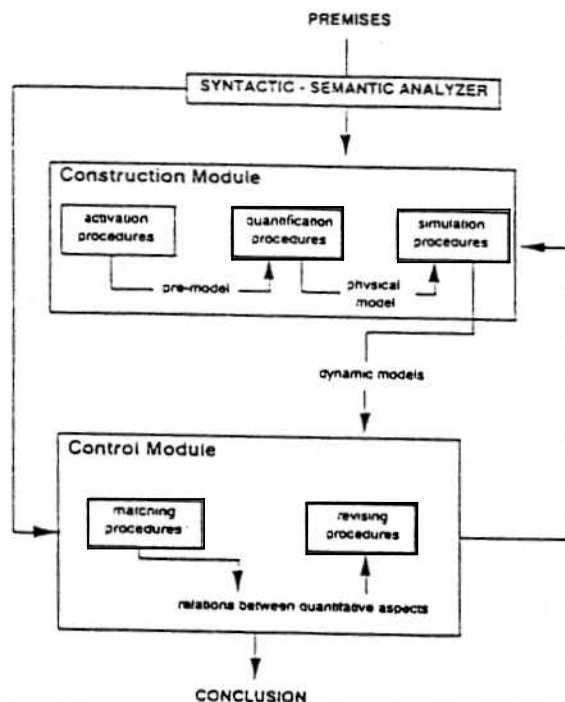 PREMISES
SYNTACTIC - SEMANTIC ANALYZER
Construction Module
activation
procedures
quantification
procedures
simulation
procedures
pre-model
physical
model
dynamic models
Control Module
matching
procedures
revising
procedures
relations between quantitative aspects
CONCLUSION